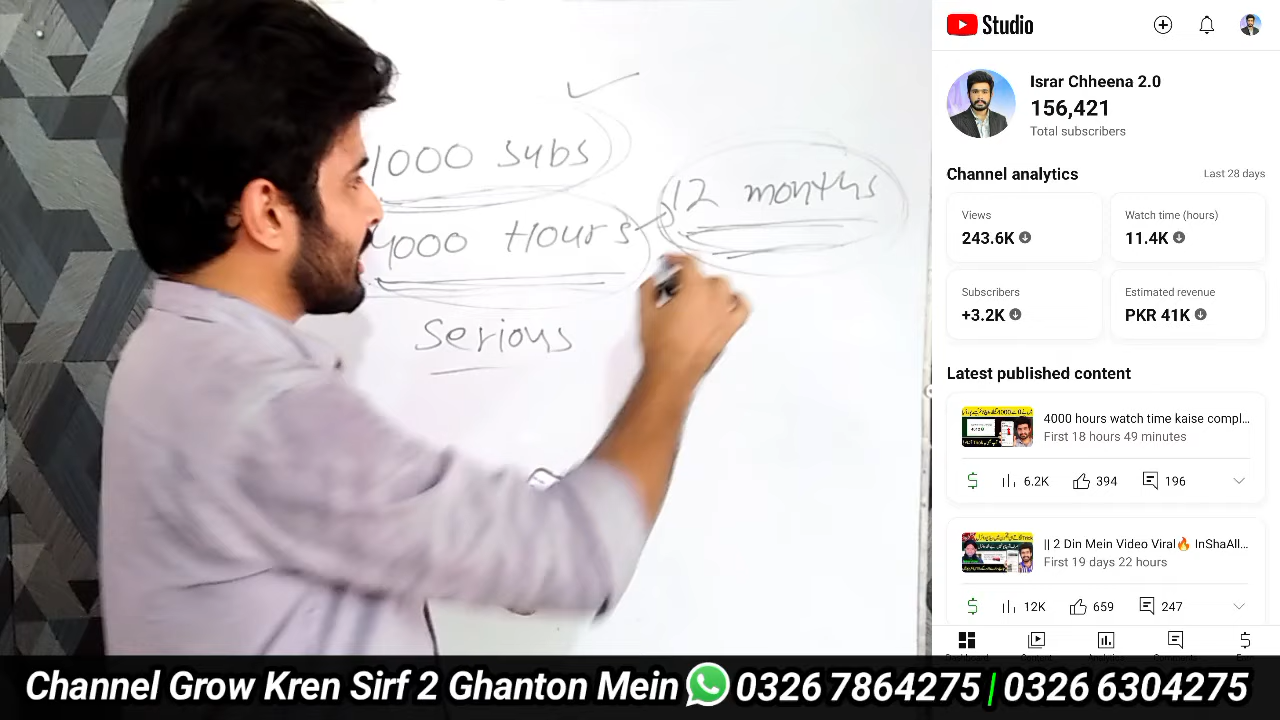 1000 subs
4000 Hours
12 months
Serious
Studio
Israr Chheena 2.0
156,421
Total subscribers
Channel analytics
Last 28 days
Views
243.6K
Watch time (hours)
11.4K
Subscribers
+3.2K
Estimated revenue
PKR 41K
Latest published content
4000 hours watch time kaise compl...
First 18 hours 49 minutes
$ 6.2K 394 196
|| 2 Din Mein Video Viral🔥 InShaAll...
First 19 days 22 hours
$ 12K 659 247
Channel Grow Kren Sirf 2 Ghanton Mein 0326 7864275 | 0326 6304275